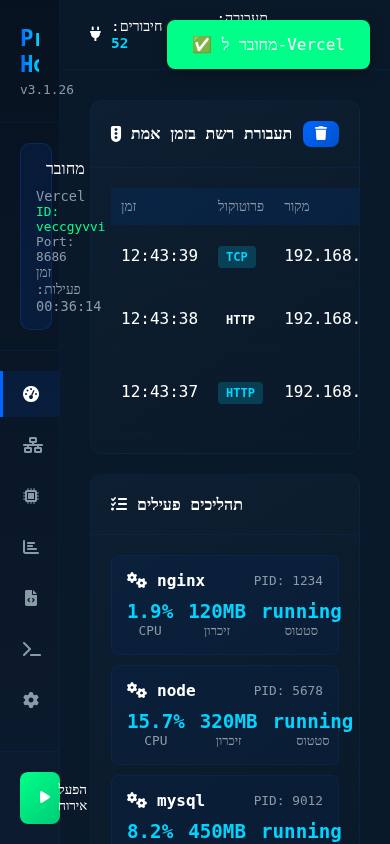 v3.1.26
חיבורים:
52
תעבורה:
✅ מחובר ל-Vercel
מחובר
Vercel
ID:
veccgyvvi
Port:
8686
זמן
פעילות:
00:36:14
תעבורת רשת בזמן אמת
זמן פרוטוקול מקור
12:43:39 TCP 192.168.
12:43:38 HTTP 192.168.
12:43:37 HTTP 192.168.
תהליכים פעילים
nginx PID: 1234
1.9% 120MB running
CPU זיכרון סטטוס
node PID: 5678
15.7% 320MB running
CPU זיכרון סטטוס
mysql PID: 9012
8.2% 450MB running
הפעל
אירוח